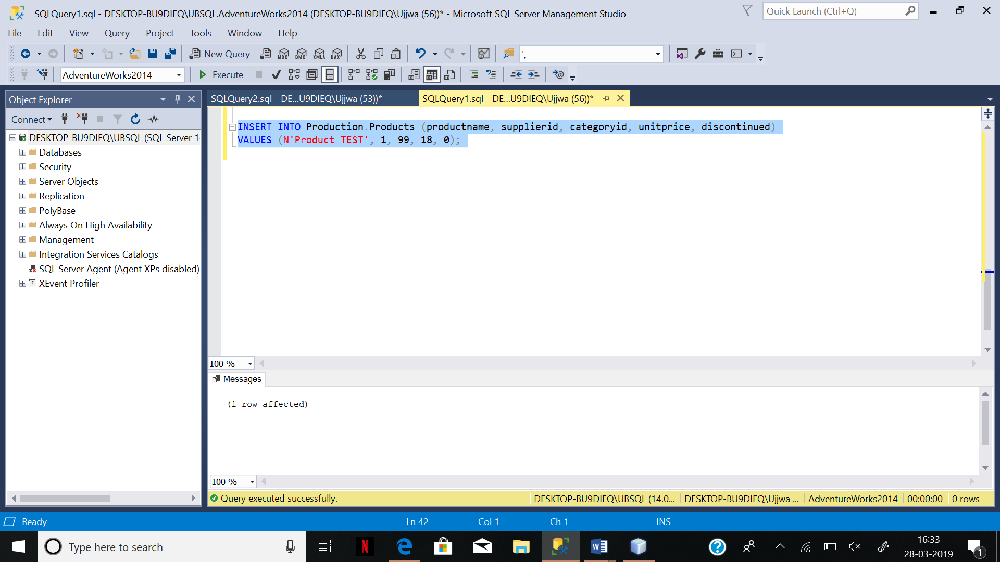 SQLQuery1.sql - DESKTOP-BU9DIEQ\UBSQL.AdventureWorks2014 (DESKTOP-BU9DIEQ\Ujjwa (56))* - Microsoft SQL Server Management Studio
Quick Launch (Ctrl+Q)
File Edit View Query Project Tools Window Help
New Query
MDX DMX XMLA DAX
',
AdventureWorks2014
Execute
Object Explorer
SQLQuery2.sql - DE...U9DIEQ\Ujjwa (53))*
SQLQuery1.sql - DE...U9DIEQ\Ujjwa (56))*
Connect
DESKTOP-BU9DIEQ\UBSQL (SQL Server 1
Databases
Security
Server Objects
Replication
PolyBase
Always On High Availability
Management
Integration Services Catalogs
SQL Server Agent (Agent XPs disabled)
XEvent Profiler
INSERT INTO Production.Products (productname, supplierid, categoryid, unitprice, discontinued)
VALUES (N'Product TEST', 1, 99, 18, 0);
100 %
Messages
(1 row affected)
100 %
Query executed successfully.
DESKTOP-BU9DIEQ\UBSQL (14.0...
DESKTOP-BU9DIEQ\Ujjwa ...
AdventureWorks2014
00:00:00
0 rows
Ready
Ln 42
Col 1
Ch 1
INS
Type here to search
16:33
28-03-2019
1